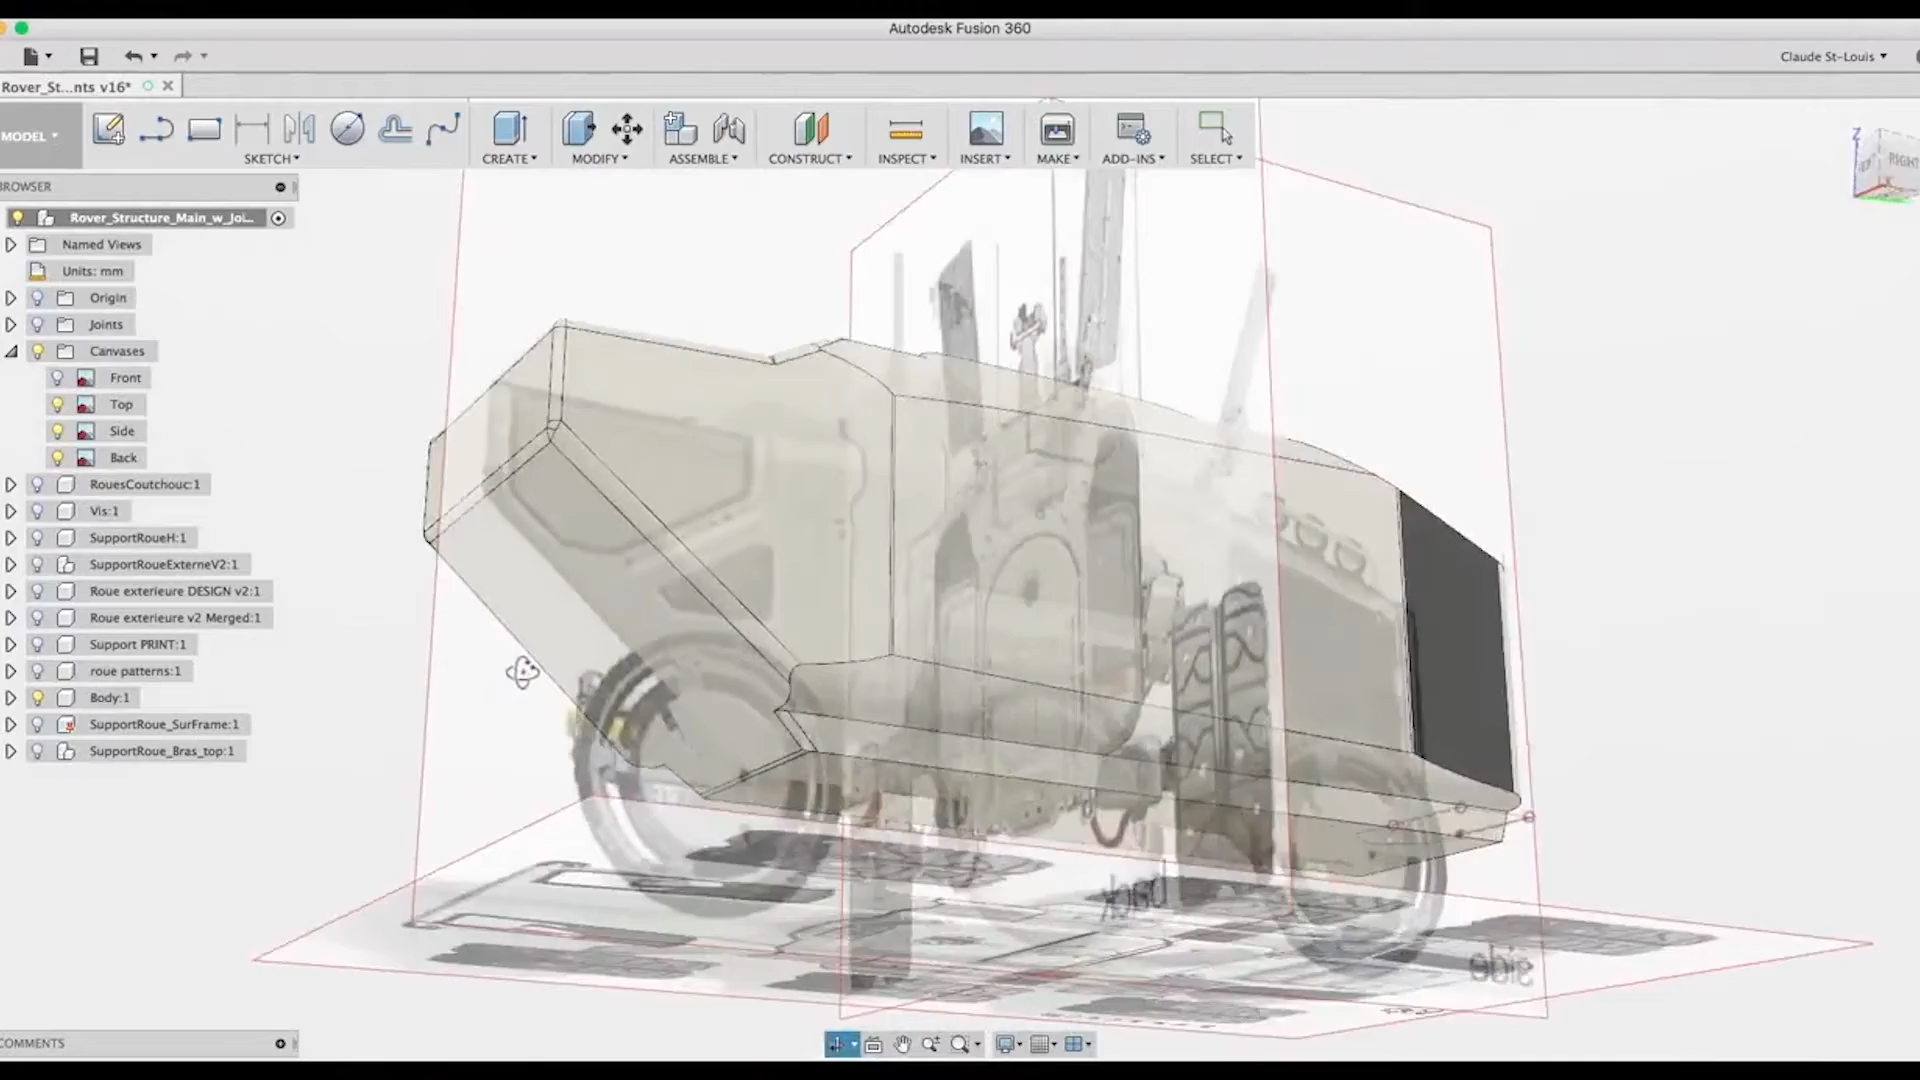 Autodesk Fusion 360
Claude St-Louis
Rover_St...nts v16*
MODEL
SKETCH
CREATE
MODIFY
ASSEMBLE
CONSTRUCT
INSPECT
INSERT
MAKE
ADD-INS
SELECT
Z
RIGHT
BROWSER
Rover_Structure_Main_w_Joi...
Named Views
Units: mm
Origin
Joints
Canvases
Front
Top
Side
Back
RouesCoutchouc:1
Vis:1
SupportRoueH:1
SupportRoueExterneV2:1
Roue exterieure DESIGN v2:1
Roue exterieure v2 Merged:1
Support PRINT:1
roue patterns:1
Body:1
SupportRoue_SurFrame:1
SupportRoue_Bras_top:1
back
side
COMMENTS